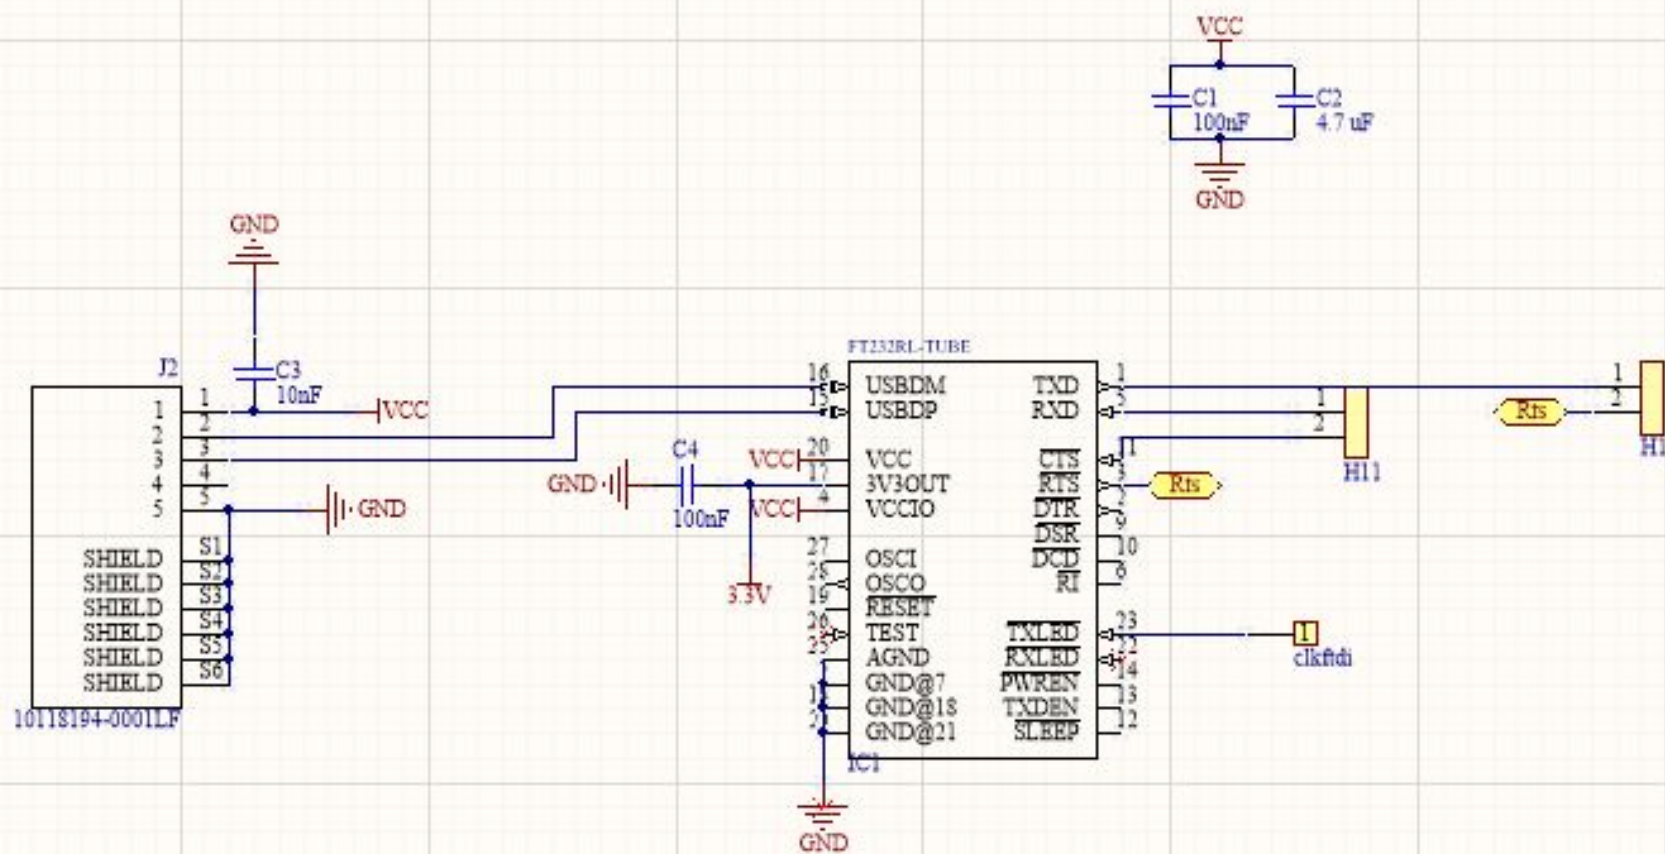 VCC
C1
100nF
C2
4.7 uF
GND
GND
C3
10nF
VCC
J2
1
2
3
4
5
1
2
3
4
5
GND
SHIELD
SHIELD
SHIELD
SHIELD
SHIELD
SHIELD
S1
S2
S3
S4
S5
S6
10118194-0001LF
GND
C4
100nF
3.3V
VCC
VCC
FT232RL-TUBE
16
15
20
17
4
27
28
19
26
25
USBDM
USBDP
VCC
3V3OUT
VCCIO
OSCI
OSCO
RESET
TEST
AGND
GND@7
GND@18
GND@21
TXD
RXD
CTS
RTS
DTR
DSR
DCD
RI
TXLED
RXLED
PWREN
TXDEN
SLEEP
1
5
11
3
2
9
10
6
23
22
14
13
12
IC1
GND
Rts
1
2
H11
Rts
1
2
1
clkftdi